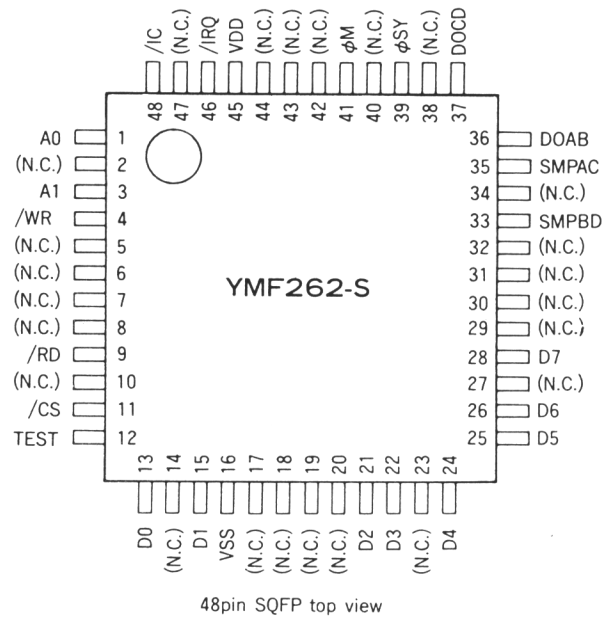 /IC (N.C.) /IRQ VDD (N.C.) (N.C.) (N.C.) φM (N.C.) φSY (N.C.) DOCD
48 47 46 45 44 43 42 41 40 39 38 37
A0 1 36 DOAB
(N.C.) 2 35 SMPAC
A1 3 34 (N.C.)
/WR 4 33 SMPBD
(N.C.) 5 32 (N.C.)
(N.C.) 6 31 (N.C.)
YMF262-S
(N.C.) 7 30 (N.C.)
(N.C.) 8 29 (N.C.)
/RD 9 28 D7
(N.C.) 10 27 (N.C.)
/CS 11 26 D6
TEST 12 25 D5
13 14 15 16 17 18 19 20 21 22 23 24
D0 (N.C.) D1 VSS (N.C.) (N.C.) (N.C.) (N.C.) D2 D3 (N.C.) D4
48pin SQFP top view